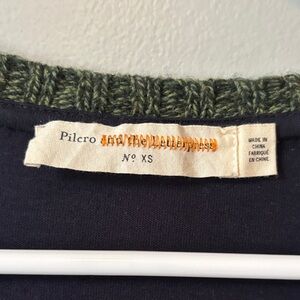 Pilcro and the Letterpress
Nº XS
MADE IN
CHINA
FABRIQUÉ
EN CHINE